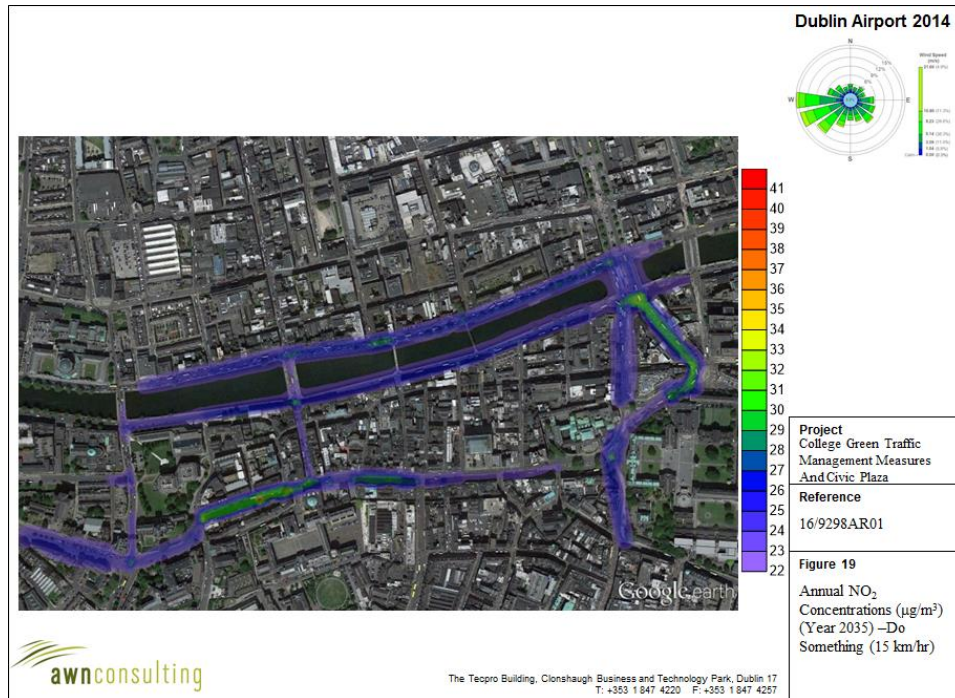 Dublin Airport 2014
N
Wind Speed
(m/s)
W
E
S
41
40
39
38
37
36
35
34
33
32
31
30
29
28
27
26
25
24
23
22
Google earth
Project
College Green Traffic
Management Measures
And Civic Plaza
Reference
16/9298AR01
Figure 19
Annual NO₂
Concentrations (µg/m³)
(Year 2035) –Do
Something (15 km/hr)
awnconsulting
The Tecpro Building, Clonshaugh Business and Technology Park, Dublin 17
T: +353 1 847 4220 F: +353 1 847 4257